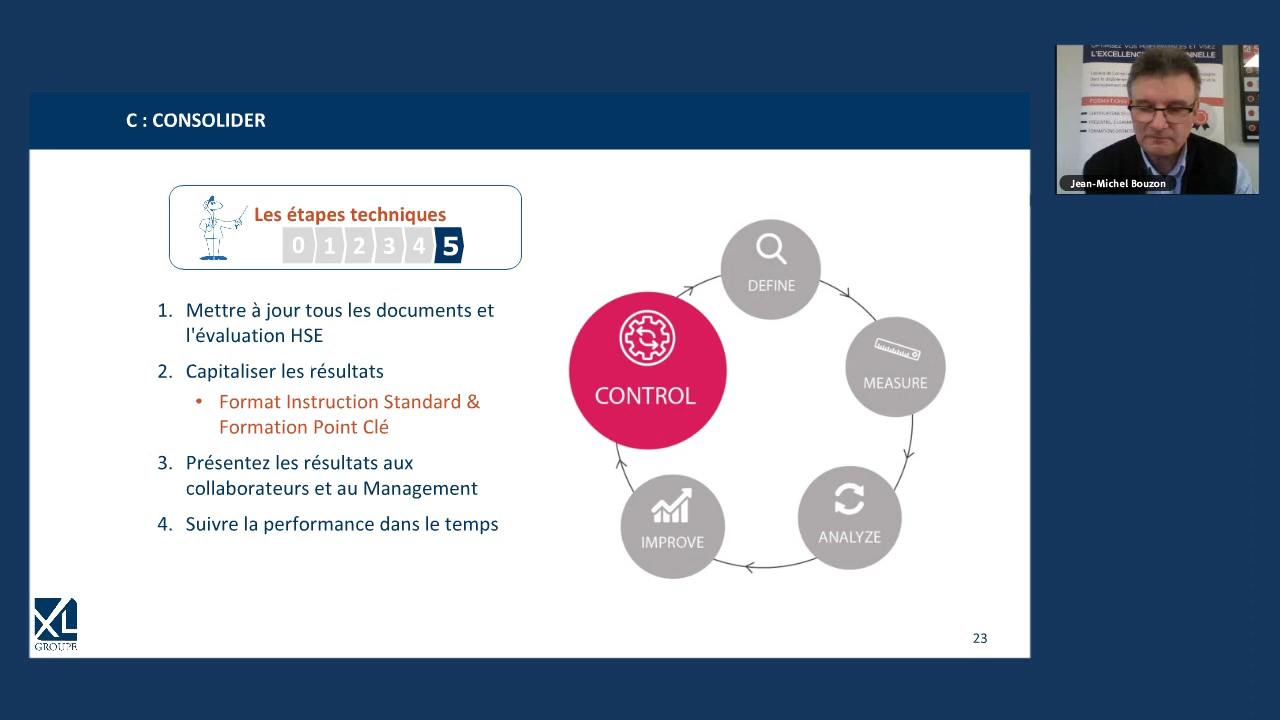 C : CONSOLIDER
Les étapes techniques
0 1 2 3 4 5
1. Mettre à jour tous les documents et
l'évaluation HSE
2. Capitaliser les résultats
• Format Instruction Standard &
Formation Point Clé
3. Présentez les résultats aux
collaborateurs et au Management
4. Suivre la performance dans le temps
DEFINE
MEASURE
ANALYZE
IMPROVE
CONTROL
XL
GROUPE
23
L'EXCELLENCE
FORMATIONS
Jean-Michel Bouzon